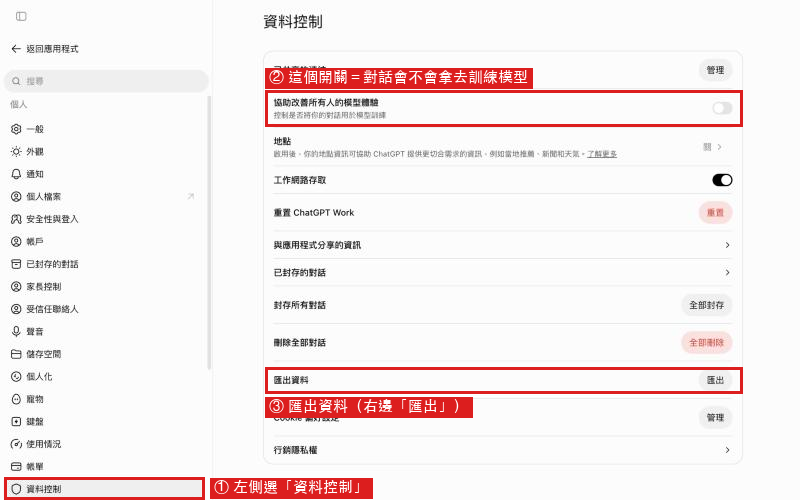 返回應用程式
搜尋
個人
一般
外觀
通知
個人檔案
安全性與登入
帳戶
已封存的對話
家長控制
受信任聯絡人
聲音
儲存空間
個人化
寵物
鍵盤
使用情況
帳單
資料控制
① 左側選「資料控制」
資料控制
管理
② 這個開關＝對話會不會拿去訓練模型
協助改善所有人的模型體驗
控制是否將你的對話用於模型訓練
地點
啟用後，你的地點資訊可協助 ChatGPT 提供更切合需求的資訊，例如當地推薦、新聞和天氣。了解更多
關
工作網路存取
重置 ChatGPT Work
重置
與應用程式分享的資訊
已封存的對話
封存所有對話
全部封存
刪除全部對話
全部刪除
匯出資料
匯出
③ 匯出資料（右邊「匯出」）
Cookie 偏好設定
管理
行銷隱私權